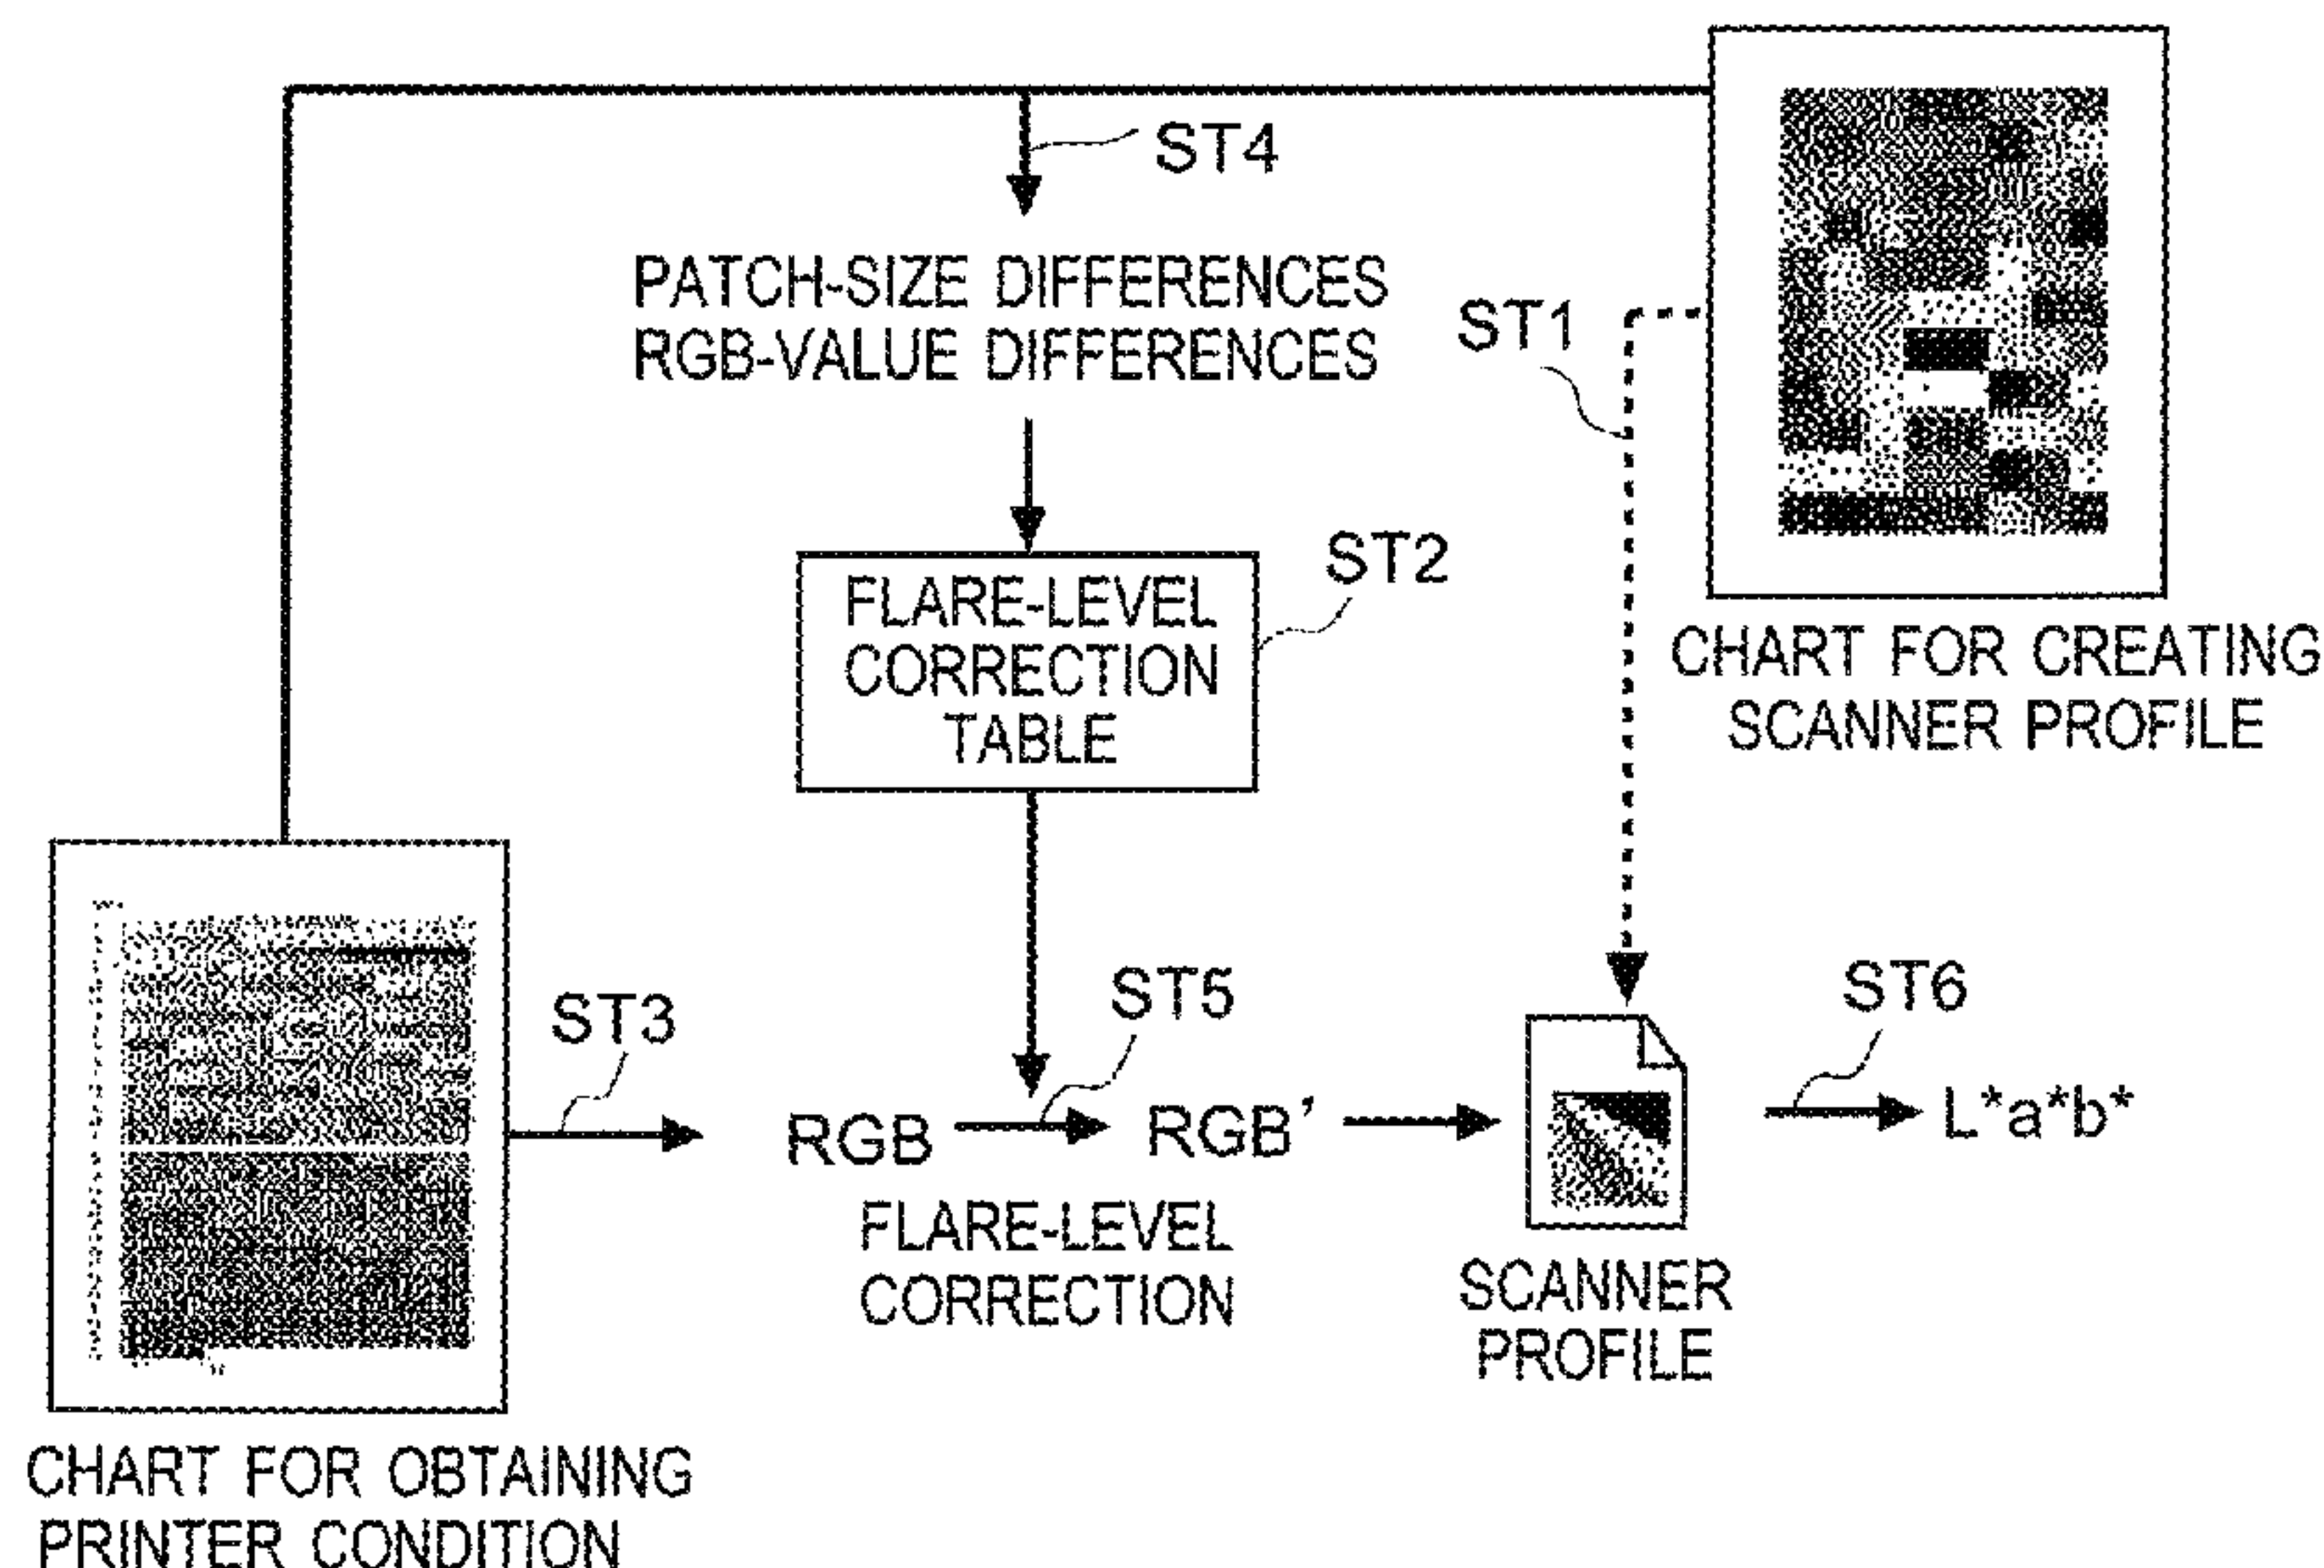 ST4
PATCH-SIZE DIFFERENCES
RGB-VALUE DIFFERENCES
ST1
ST2
FLARE-LEVEL
CORRECTION
TABLE
CHART FOR CREATING
SCANNER PROFILE
ST3
ST5
ST6
RGB
RGB’
L*a*b*
FLARE-LEVEL
CORRECTION
SCANNER
PROFILE
CHART FOR OBTAINING
PRINTER CONDITION